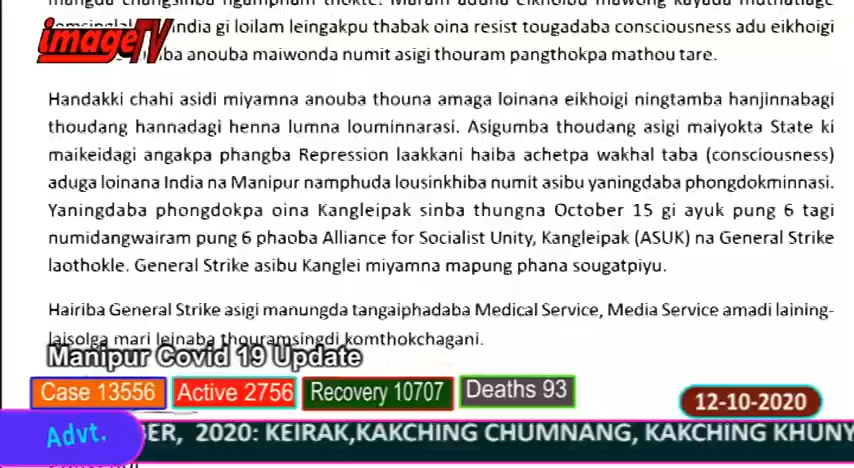 mangda changsinba ngampham thokte. Maram aduna eikhoibu mawong kayada muthatlage
India gi loilam leingakpu thabak oina resist tougadaba consciousness adu eikhoigi
imageTV
ba anouba maiwonda numit asigi thouram pangthokpa mathou tare.
Handakki chahi asidi miyamna anouba thouna amaga loinana eikhoigi ningtamba hanjinnabagi
thoudang hannadagi henna lumna louminnarasi. Asigumba thoudang asigi maiyokta State ki
maikeidagi angakpa phangba Repression laakkani haiba achetpa wakhal taba (consciousness)
aduga loinana India na Manipur namphuda lousinkhiba numit asibu yaningdaba phongdokminnasi.
Yaningdaba phongdokpa oina Kangleipak sinba thungna October 15 gi ayuk pung 6 tagi
numidangwairam pung 6 phaoba Alliance for Socialist Unity, Kangleipak (ASUK) na General Strike
laothokle. General Strike asibu Kanglei miyamna mapung phana sougatpiyu.
Hairiba General Strike asigi manungda tangaiphadaba Medical Service, Media Service amadi laining-
laisolga mari leinaba thouramsingdi komthokchagani.
Manipur Covid 19 Update
Case 13556 Active 2756 Recovery 10707 Deaths 93
12-10-2020
Advt. BER, 2020: KEIRAK,KAKCHING CHUMNANG, KAKCHING KHUNY